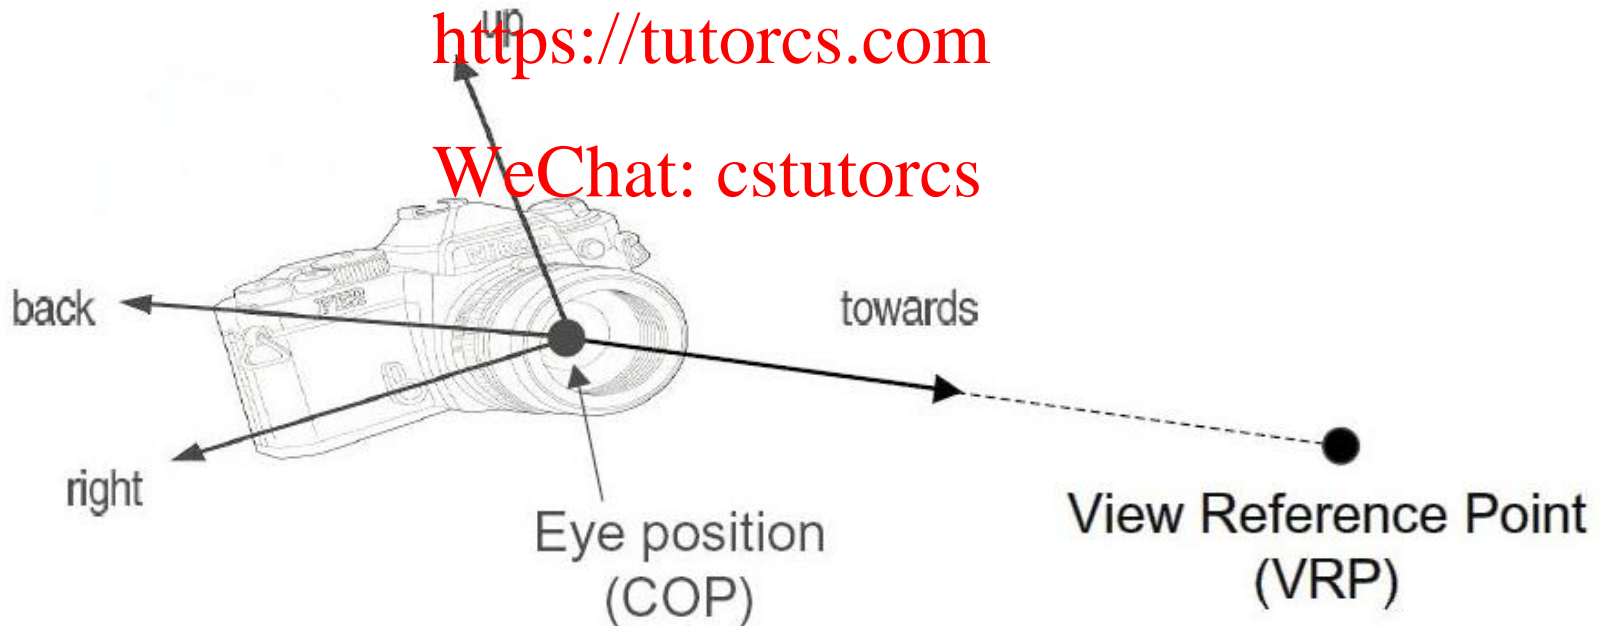 up
https://tutorcs.com
WeChat: cstutorcs
back
towards
right
Eye position
(COP)
View Reference Point
(VRP)